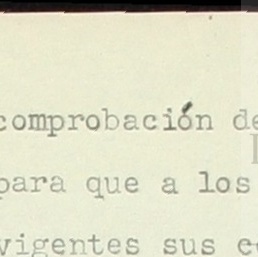 comprobación de
para que a los
vigentes sus c